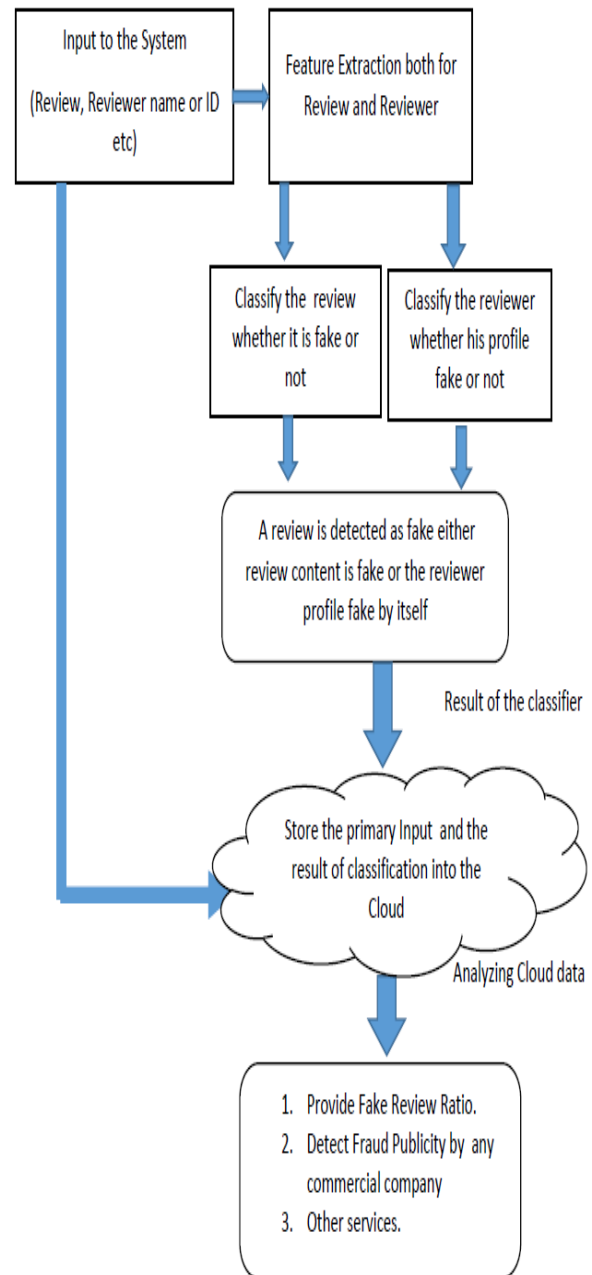 Input to the System
(Review, Reviewer name or ID
etc)
Feature Extraction both for
Review and Reviewer
Classify the review
whether it is fake or
not
Classify the reviewer
whether his profile
fake or not
A review is detected as fake either
review content is fake or the reviewer
profile fake by itself
Result of the classifier
Store the primary Input and the
result of classification into the
Cloud
Analyzing Cloud data
1. Provide Fake Review Ratio.
2. Detect Fraud Publicity by any
commercial company
3. Other services.